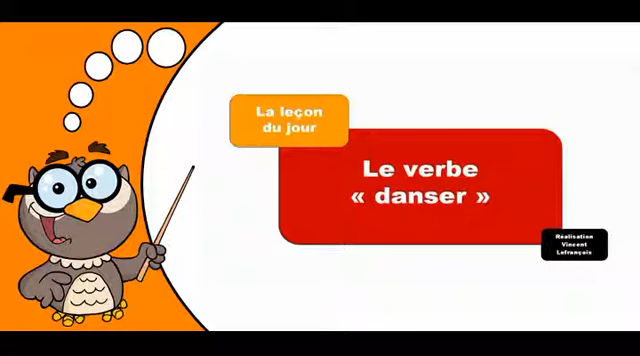 La leçon
du jour
Le verbe
« danser »
Réalisation
Vincent
Lefrançois